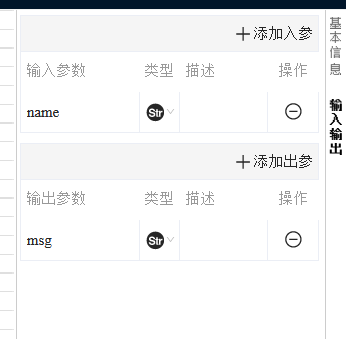 添加入参
输入参数 类型 描述 操作
name Str
添加出参
输出参数 类型 描述 操作
msg Str
基本信息
输入输出